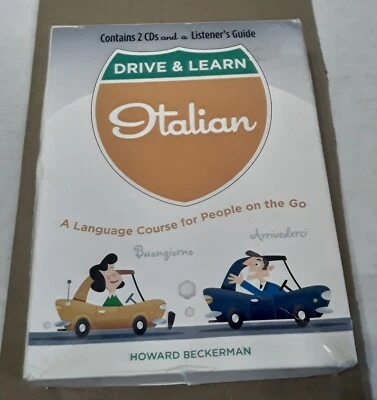 Contains 2 CDs and a Listener's Guide
DRIVE & LEARN
Italian
A Language Course for People on the Go
Buongiorno
Arrivederci
HOWARD BECKERMAN